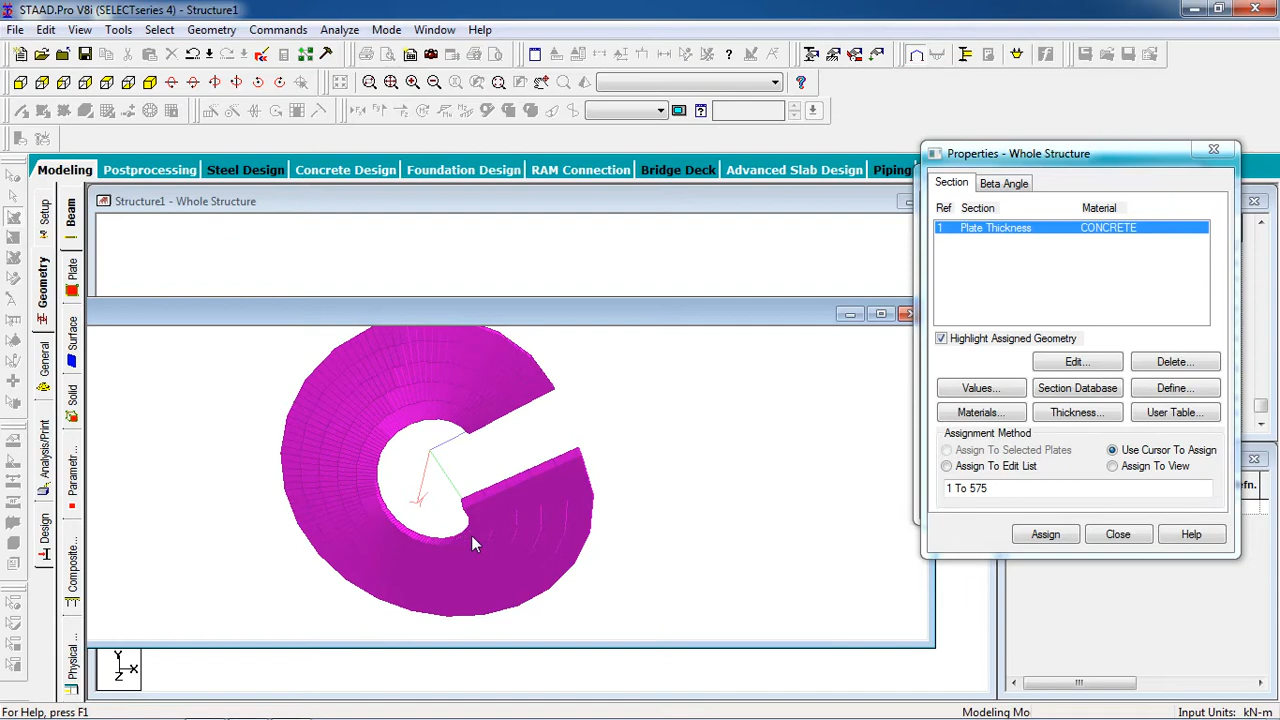 STAAD.Pro V8i (SELECTseries 4) - Structure1
File Edit View Tools Select Geometry Commands Analyze Mode Window Help
Modeling Postprocessing Steel Design Concrete Design Foundation Design RAM Connection Bridge Deck Advanced Slab Design Piping
Structure1 - Whole Structure
Setup
Geometry
General
Analysis/Print
Design
Beam
Plate
Surface
Solid
Parametr...
Composite...
Physical ...
Y
X
Z
Properties - Whole Structure
Section Beta Angle
Ref Section Material
1 Plate Thickness CONCRETE
Highlight Assigned Geometry
Edit... Delete...
Values... Section Database Define...
Materials... Thickness... User Table...
Assignment Method
Assign To Selected Plates Use Cursor To Assign
Assign To Edit List Assign To View
1 To 575
Assign Close Help
efn.
For Help, press F1
Modeling Mo
Input Units: kN-m